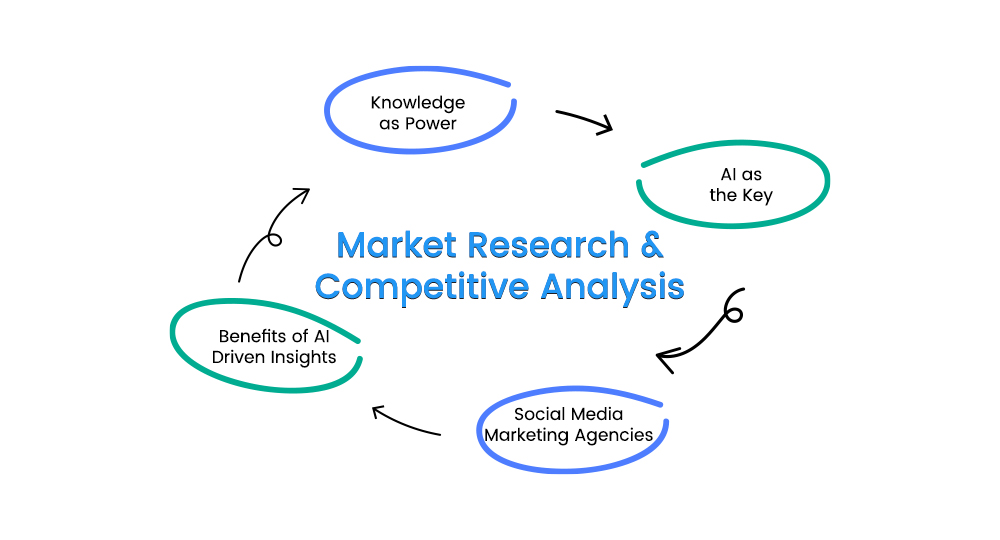 Knowledge
as Power
AI as
the Key
Market Research &
Competitive Analysis
Benefits of AI
Driven Insights
Social Media
Marketing Agencies